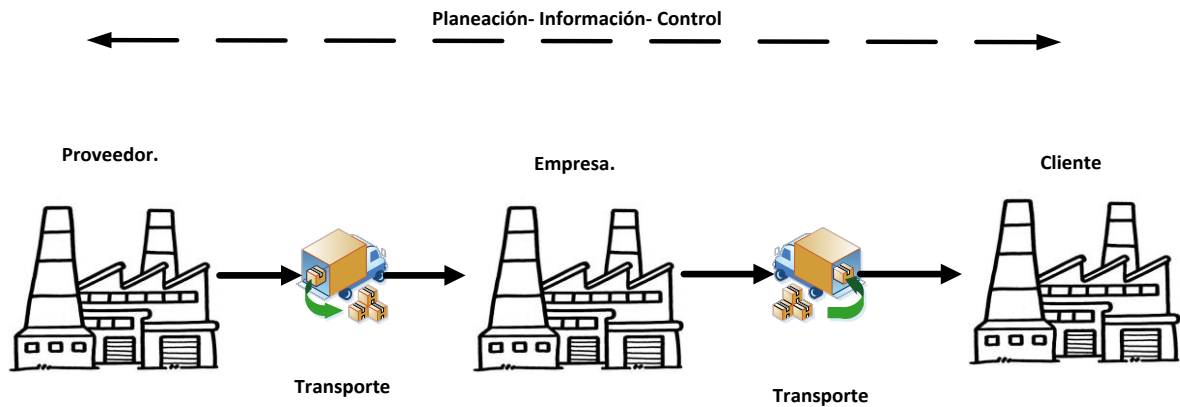 Planeación- Información- Control
Proveedor.
Empresa.
Cliente
Transporte
Transporte